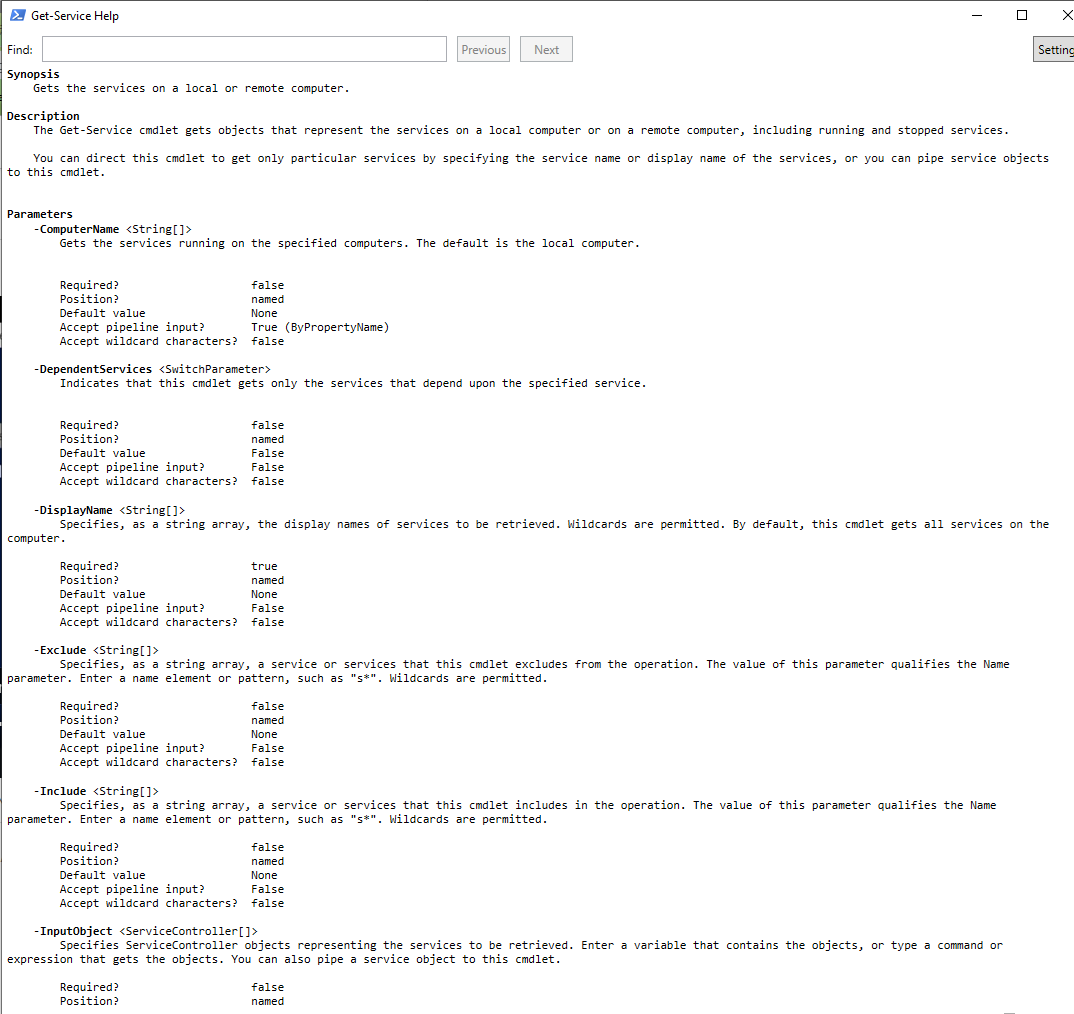 Get-Service Help
Find:
Previous
Next
Setting
Synopsis
Gets the services on a local or remote computer.
Description
The Get-Service cmdlet gets objects that represent the services on a local computer or on a remote computer, including running and stopped services.
You can direct this cmdlet to get only particular services by specifying the service name or display name of the services, or you can pipe service objects
to this cmdlet.
Parameters
-ComputerName <String[]>
Gets the services running on the specified computers. The default is the local computer.
Required? false
Position? named
Default value None
Accept pipeline input? True (ByPropertyName)
Accept wildcard characters? false
-DependentServices <SwitchParameter>
Indicates that this cmdlet gets only the services that depend upon the specified service.
Required? false
Position? named
Default value False
Accept pipeline input? False
Accept wildcard characters? false
-DisplayName <String[]>
Specifies, as a string array, the display names of services to be retrieved. Wildcards are permitted. By default, this cmdlet gets all services on the
computer.
Required? true
Position? named
Default value None
Accept pipeline input? False
Accept wildcard characters? false
-Exclude <String[]>
Specifies, as a string array, a service or services that this cmdlet excludes from the operation. The value of this parameter qualifies the Name
parameter. Enter a name element or pattern, such as "s*". Wildcards are permitted.
Required? false
Position? named
Default value None
Accept pipeline input? False
Accept wildcard characters? false
-Include <String[]>
Specifies, as a string array, a service or services that this cmdlet includes in the operation. The value of this parameter qualifies the Name
parameter. Enter a name element or pattern, such as "s*". Wildcards are permitted.
Required? false
Position? named
Default value None
Accept pipeline input? False
Accept wildcard characters? false
-InputObject <ServiceController[]>
Specifies ServiceController objects representing the services to be retrieved. Enter a variable that contains the objects, or type a command or
expression that gets the objects. You can also pipe a service object to this cmdlet.
Required? false
Position? named